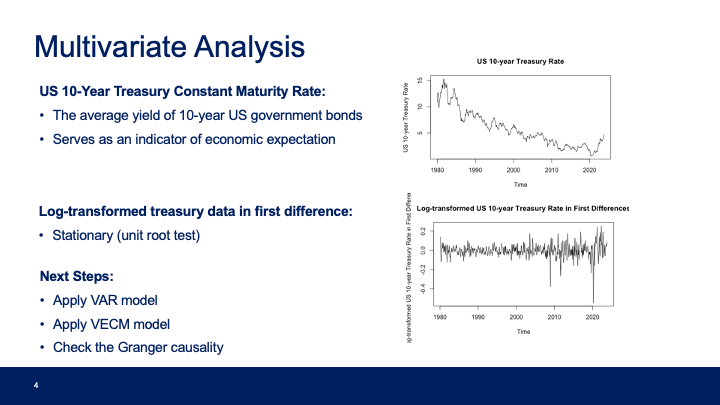 Multivariate Analysis
US 10-Year Treasury Constant Maturity Rate:
• The average yield of 10-year US government bonds
• Serves as an indicator of economic expectation
Log-transformed treasury data in first difference:
• Stationary (unit root test)
Next Steps:
• Apply VAR model
• Apply VECM model
• Check the Granger causality
4
US 10-year Treasury Rate
US 10-year Treasury Rate
15
10
5
1980 1990 2000 2010 2020
Time
Log-transformed US 10-year Treasury Rate in First Differences
og-transformed US 10-year Treasury Rate in First Differe
0.2
0.0
-0.2
-0.4
1980 1990 2000 2010 2020
Time